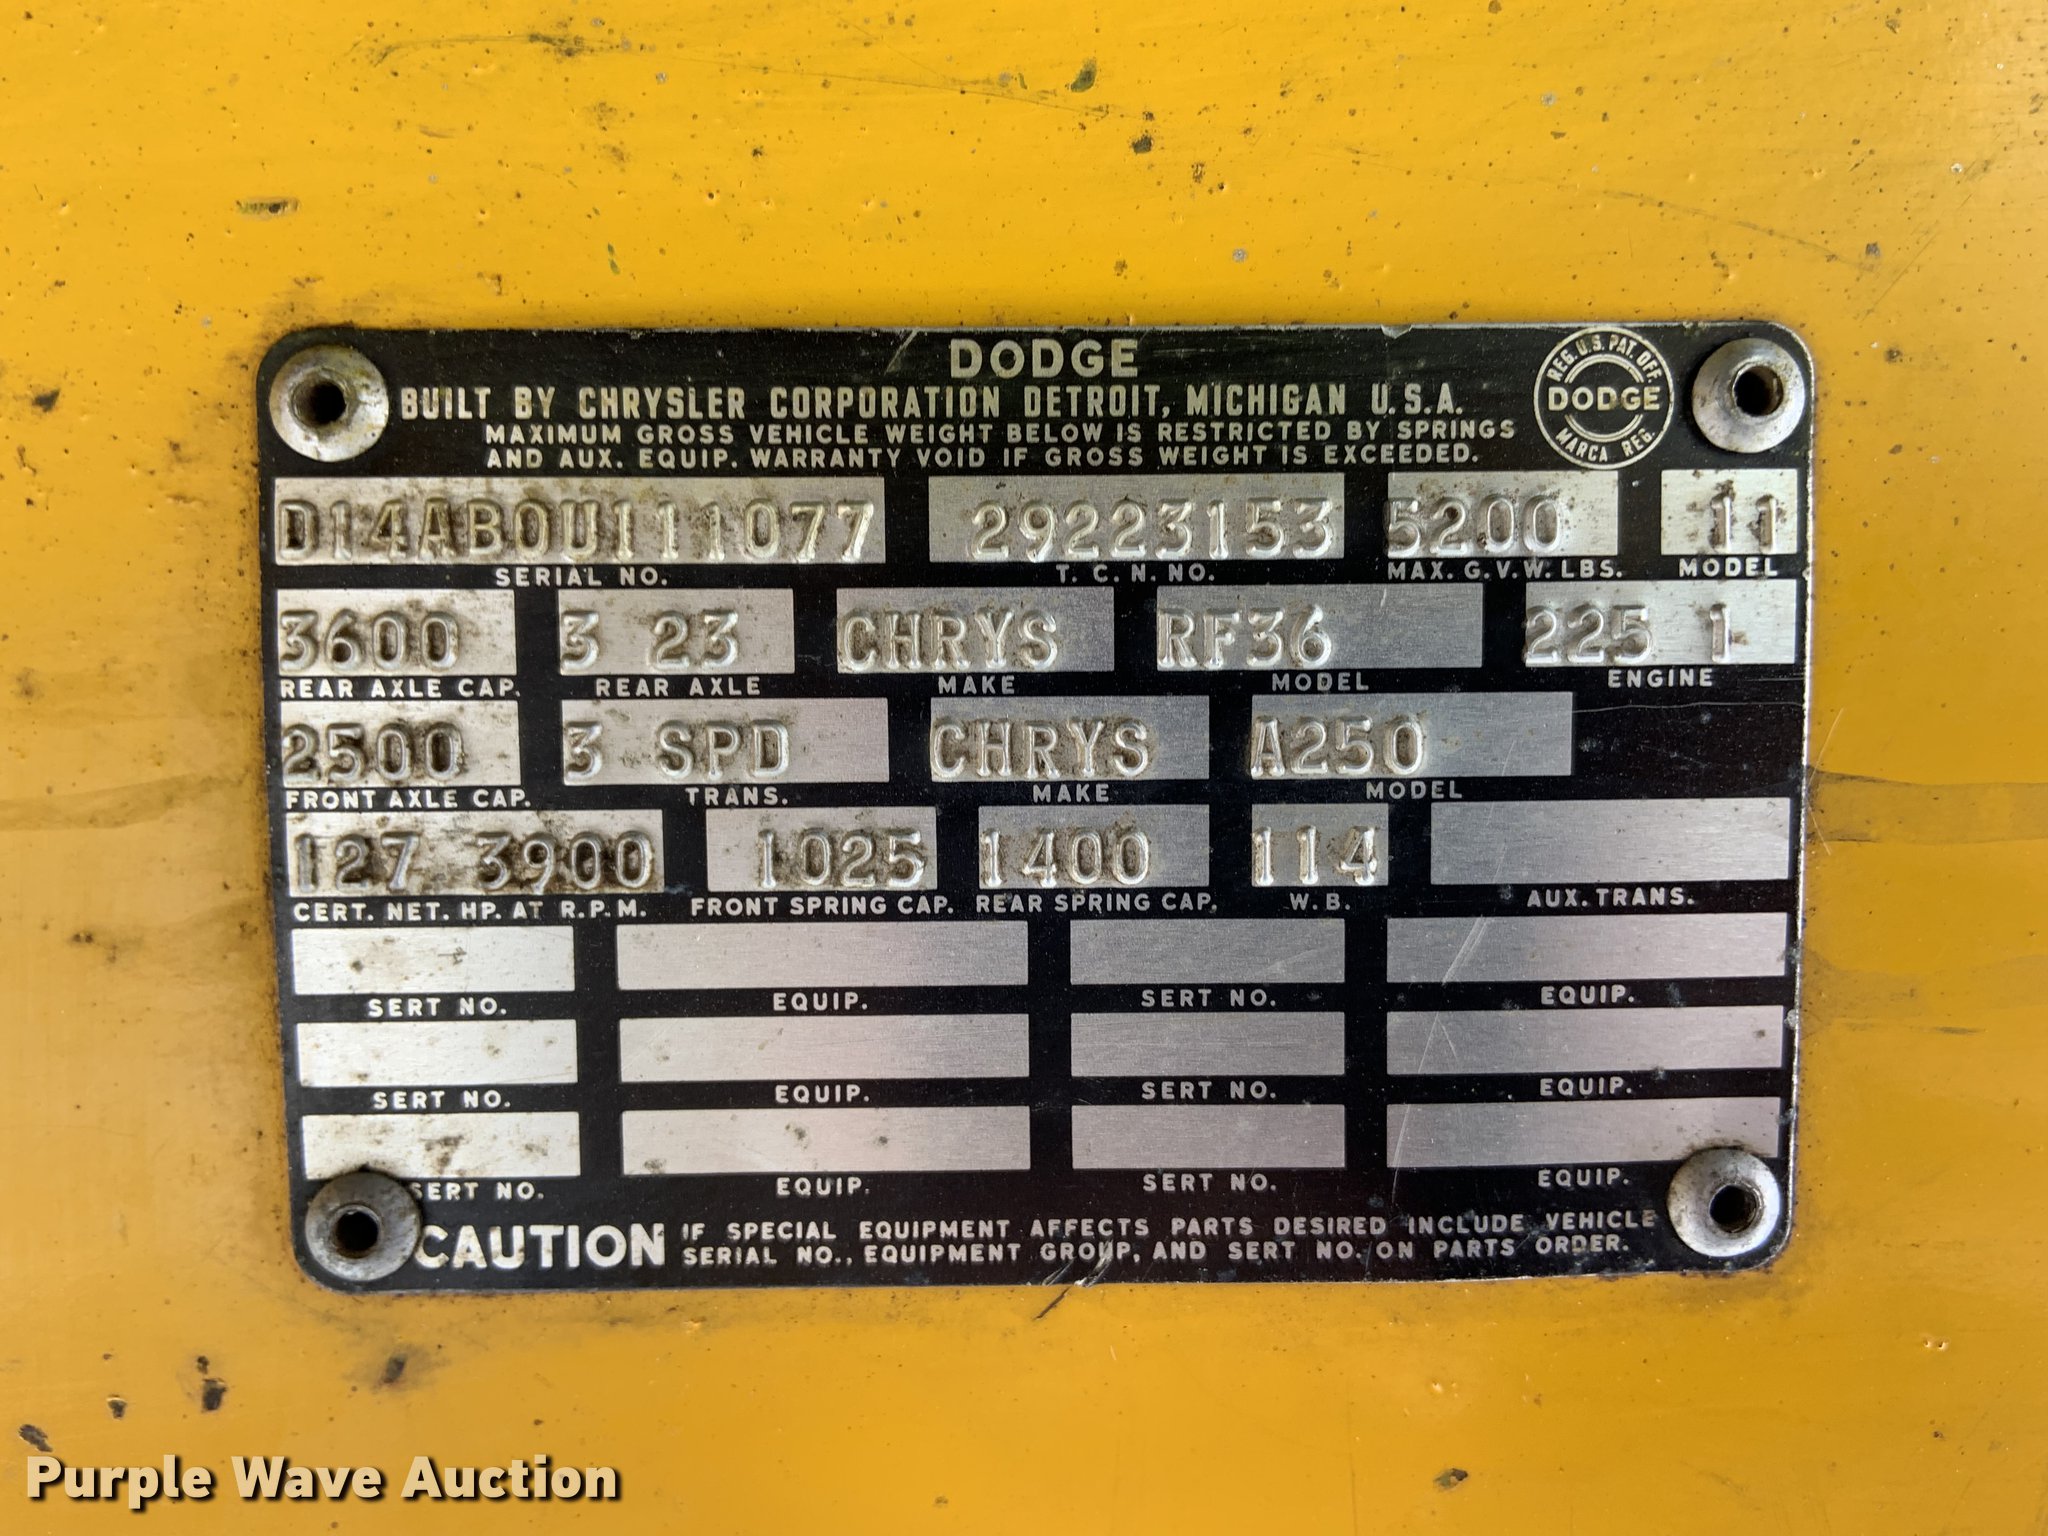 DODGE
REG. U.S. PAT. OFF.
DODGE
MARCA REG.
BUILT BY CHRYSLER CORPORATION DETROIT, MICHIGAN U.S.A.
MAXIMUM GROSS VEHICLE WEIGHT BELOW IS RESTRICTED BY SPRINGS
AND AUX. EQUIP. WARRANTY VOID IF GROSS WEIGHT IS EXCEEDED.
D14AB0U111077 29223153 5200 11
SERIAL NO. T. C. N. NO. MAX. G.V.W. LBS. MODEL
3600 3 23 CHRYS RF36 225 1
REAR AXLE CAP. REAR AXLE MAKE MODEL ENGINE
2500 3 SPD CHRYS A250
FRONT AXLE CAP. TRANS. MAKE MODEL
127 3900 1025 1400 114
CERT. NET. HP. AT R.P.M. FRONT SPRING CAP. REAR SPRING CAP. W.B. AUX. TRANS.
SERT NO. EQUIP. SERT NO. EQUIP.
SERT NO. EQUIP. SERT NO. EQUIP.
SERT NO. EQUIP. SERT NO. EQUIP.
CAUTION IF SPECIAL EQUIPMENT AFFECTS PARTS DESIRED INCLUDE VEHICLE
SERIAL NO., EQUIPMENT GROUP, AND SERT NO. ON PARTS ORDER.
Purple Wave Auction